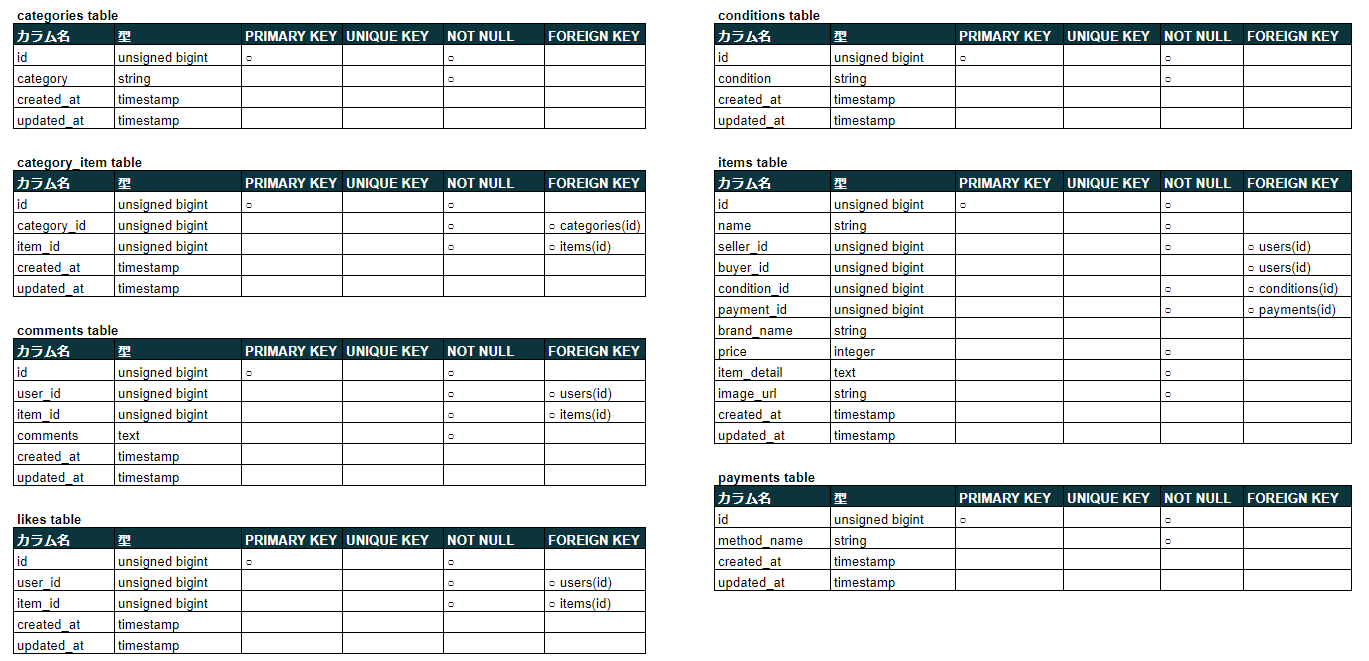 categories table
カラム名 型 PRIMARY KEY UNIQUE KEY NOT NULL FOREIGN KEY
id unsigned bigint ○ ○
category string ○
created_at timestamp
updated_at timestamp
category_item table
カラム名 型 PRIMARY KEY UNIQUE KEY NOT NULL FOREIGN KEY
id unsigned bigint ○ ○
category_id unsigned bigint ○ ○ categories(id)
item_id unsigned bigint ○ ○ items(id)
created_at timestamp
updated_at timestamp
comments table
カラム名 型 PRIMARY KEY UNIQUE KEY NOT NULL FOREIGN KEY
id unsigned bigint ○ ○
user_id unsigned bigint ○ ○ users(id)
item_id unsigned bigint ○ ○ items(id)
comments text ○
created_at timestamp
updated_at timestamp
likes table
カラム名 型 PRIMARY KEY UNIQUE KEY NOT NULL FOREIGN KEY
id unsigned bigint ○ ○
user_id unsigned bigint ○ ○ users(id)
item_id unsigned bigint ○ ○ items(id)
created_at timestamp
updated_at timestamp
conditions table
カラム名 型 PRIMARY KEY UNIQUE KEY NOT NULL FOREIGN KEY
id unsigned bigint ○ ○
condition string ○
created_at timestamp
updated_at timestamp
items table
カラム名 型 PRIMARY KEY UNIQUE KEY NOT NULL FOREIGN KEY
id unsigned bigint ○ ○
name string ○
seller_id unsigned bigint ○ ○ users(id)
buyer_id unsigned bigint ○ users(id)
condition_id unsigned bigint ○ ○ conditions(id)
payment_id unsigned bigint ○ ○ payments(id)
brand_name string
price integer ○
item_detail text ○
image_url string ○
created_at timestamp
updated_at timestamp
payments table
カラム名 型 PRIMARY KEY UNIQUE KEY NOT NULL FOREIGN KEY
id unsigned bigint ○ ○
method_name string ○
created_at timestamp
updated_at timestamp